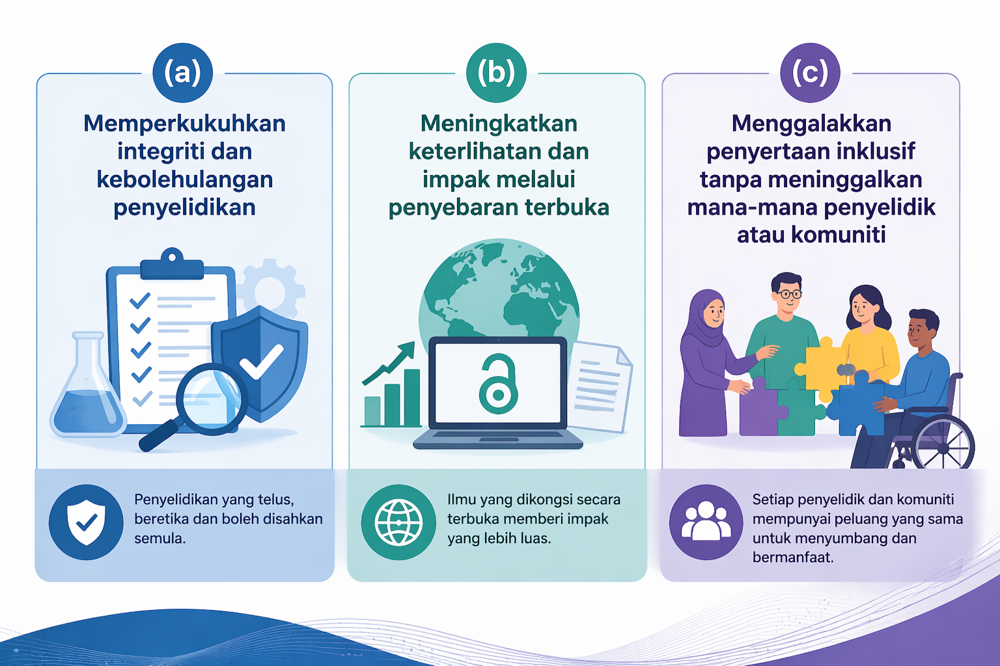 (a)
Memperkukuhkan
integriti dan
kebolehulangan
penyelidikan
Penyelidikan yang telus,
beretika dan boleh disahkan
semula.
(b)
Meningkatkan
keterlihatan dan
impak melalui
penyebaran terbuka
Ilmu yang dikongsi secara
terbuka memberi impak
yang lebih luas.
(c)
Menggalakkan
penyertaan inklusif
tanpa meninggalkan
mana-mana penyelidik
atau komuniti
Setiap penyelidik dan komuniti
mempunyai peluang yang sama
untuk menyumbang dan
bermanfaat.